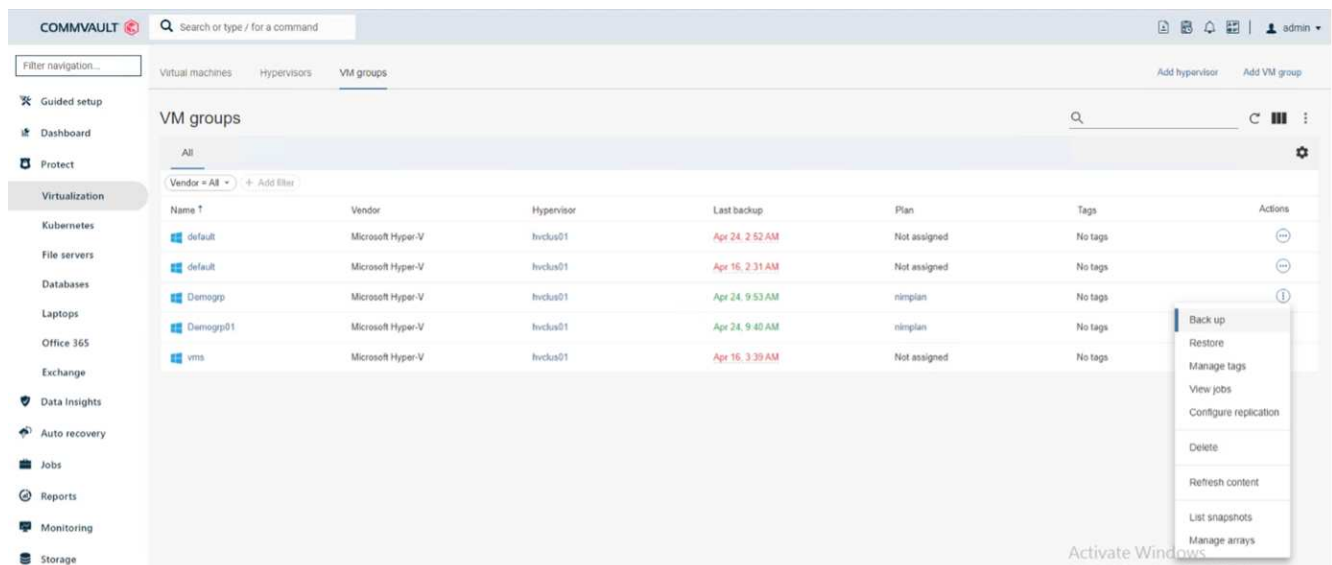 COMMVAULT Search or type / for a command admin
Filter navigation...
Virtual machines Hypervisors VM groups Add hypervisor Add VM group
Guided setup
VM groups
Dashboard
All
Protect
Vendor = All + Add filter
Virtualization
Name ↑ Vendor Hypervisor Last backup Plan Tags Actions
Kubernetes
default Microsoft Hyper-V hvclus01 Apr 24, 2:52 AM Not assigned No tags
File servers
default Microsoft Hyper-V hvclus01 Apr 16, 2:31 AM Not assigned No tags
Databases
Demogrp Microsoft Hyper-V hvclus01 Apr 24, 9:53 AM nimplan No tags
Laptops
Demogrp01 Microsoft Hyper-V hvclus01 Apr 24, 9:40 AM nimplan No tags
Office 365
vms Microsoft Hyper-V hvclus01 Apr 16, 3:39 AM Not assigned No tags
Exchange
Data Insights
Auto recovery
Jobs
Reports
Monitoring
Storage
Back up
Restore
Manage tags
View jobs
Configure replication
Delete
Refresh content
List snapshots
Manage arrays
Activate Windows